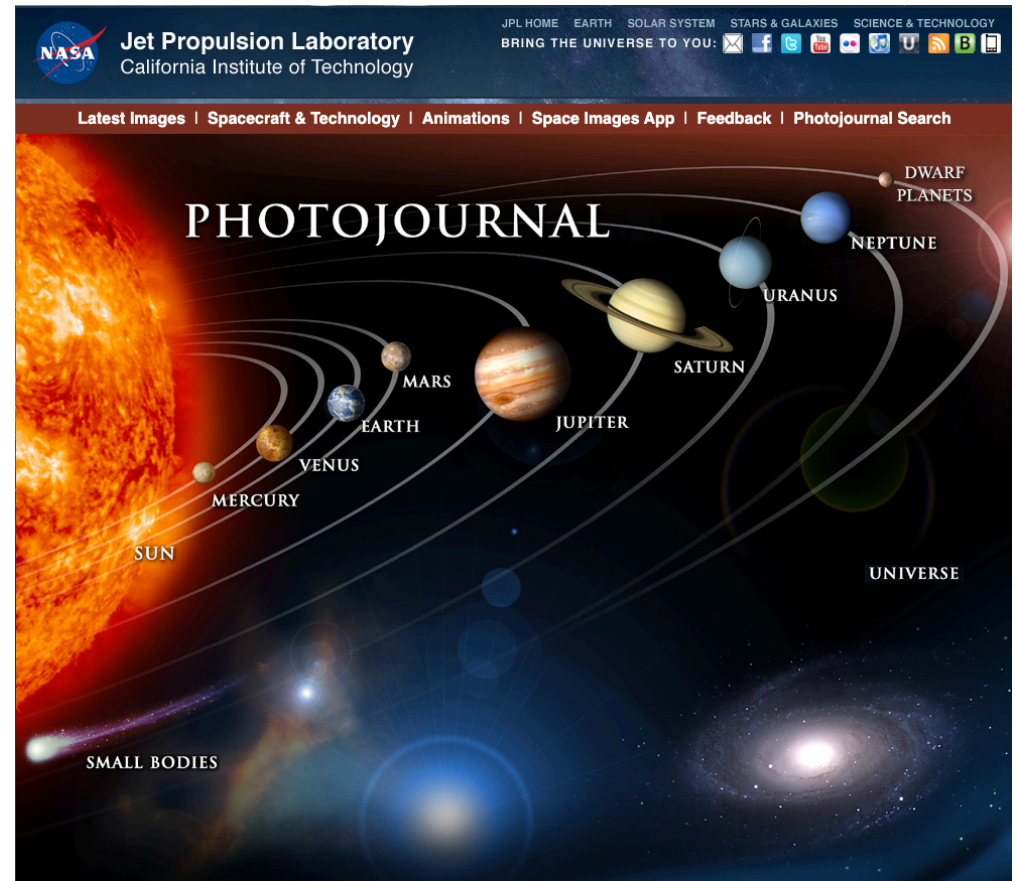 NASA
Jet Propulsion Laboratory
California Institute of Technology
JPL HOME EARTH SOLAR SYSTEM STARS & GALAXIES SCIENCE & TECHNOLOGY
BRING THE UNIVERSE TO YOU:
f
You
Tube
U
B
Latest Images | Spacecraft & Technology | Animations | Space Images App | Feedback | Photojournal Search
PHOTOJOURNAL
DWARF
PLANETS
NEPTUNE
URANUS
SATURN
MARS
JUPITER
EARTH
VENUS
MERCURY
SUN
UNIVERSE
SMALL BODIES